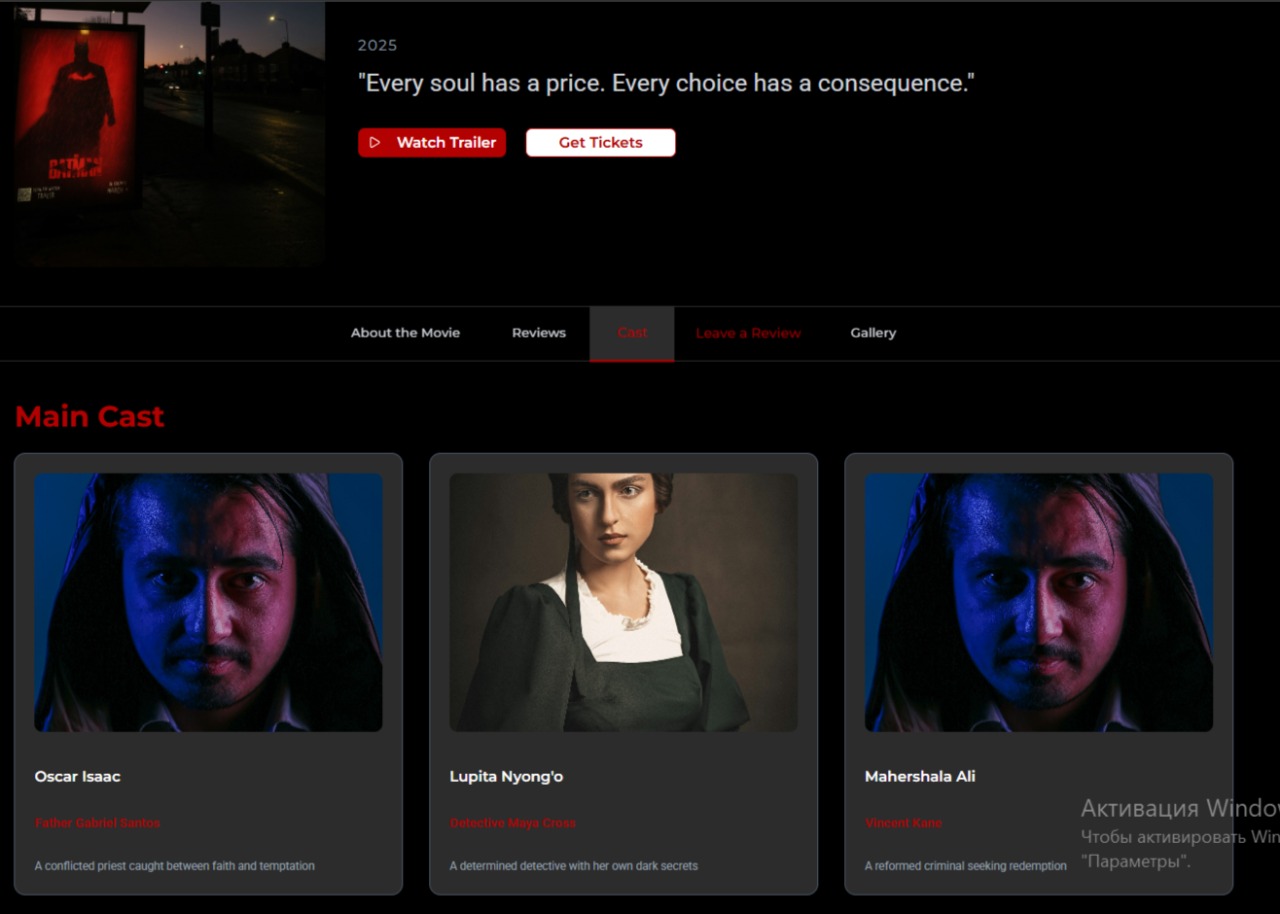 BATMAN
2025
"Every soul has a price. Every choice has a consequence."
Watch Trailer
Get Tickets
About the Movie
Reviews
Cast
Leave a Review
Gallery
Main Cast
Oscar Isaac
Father Gabriel Santos
A conflicted priest caught between faith and temptation
Lupita Nyong'o
Detective Maya Cross
A determined detective with her own dark secrets
Mahershala Ali
Vincent Kane
A reformed criminal seeking redemption
Активация Window
Чтобы активировать Win
"Параметры".